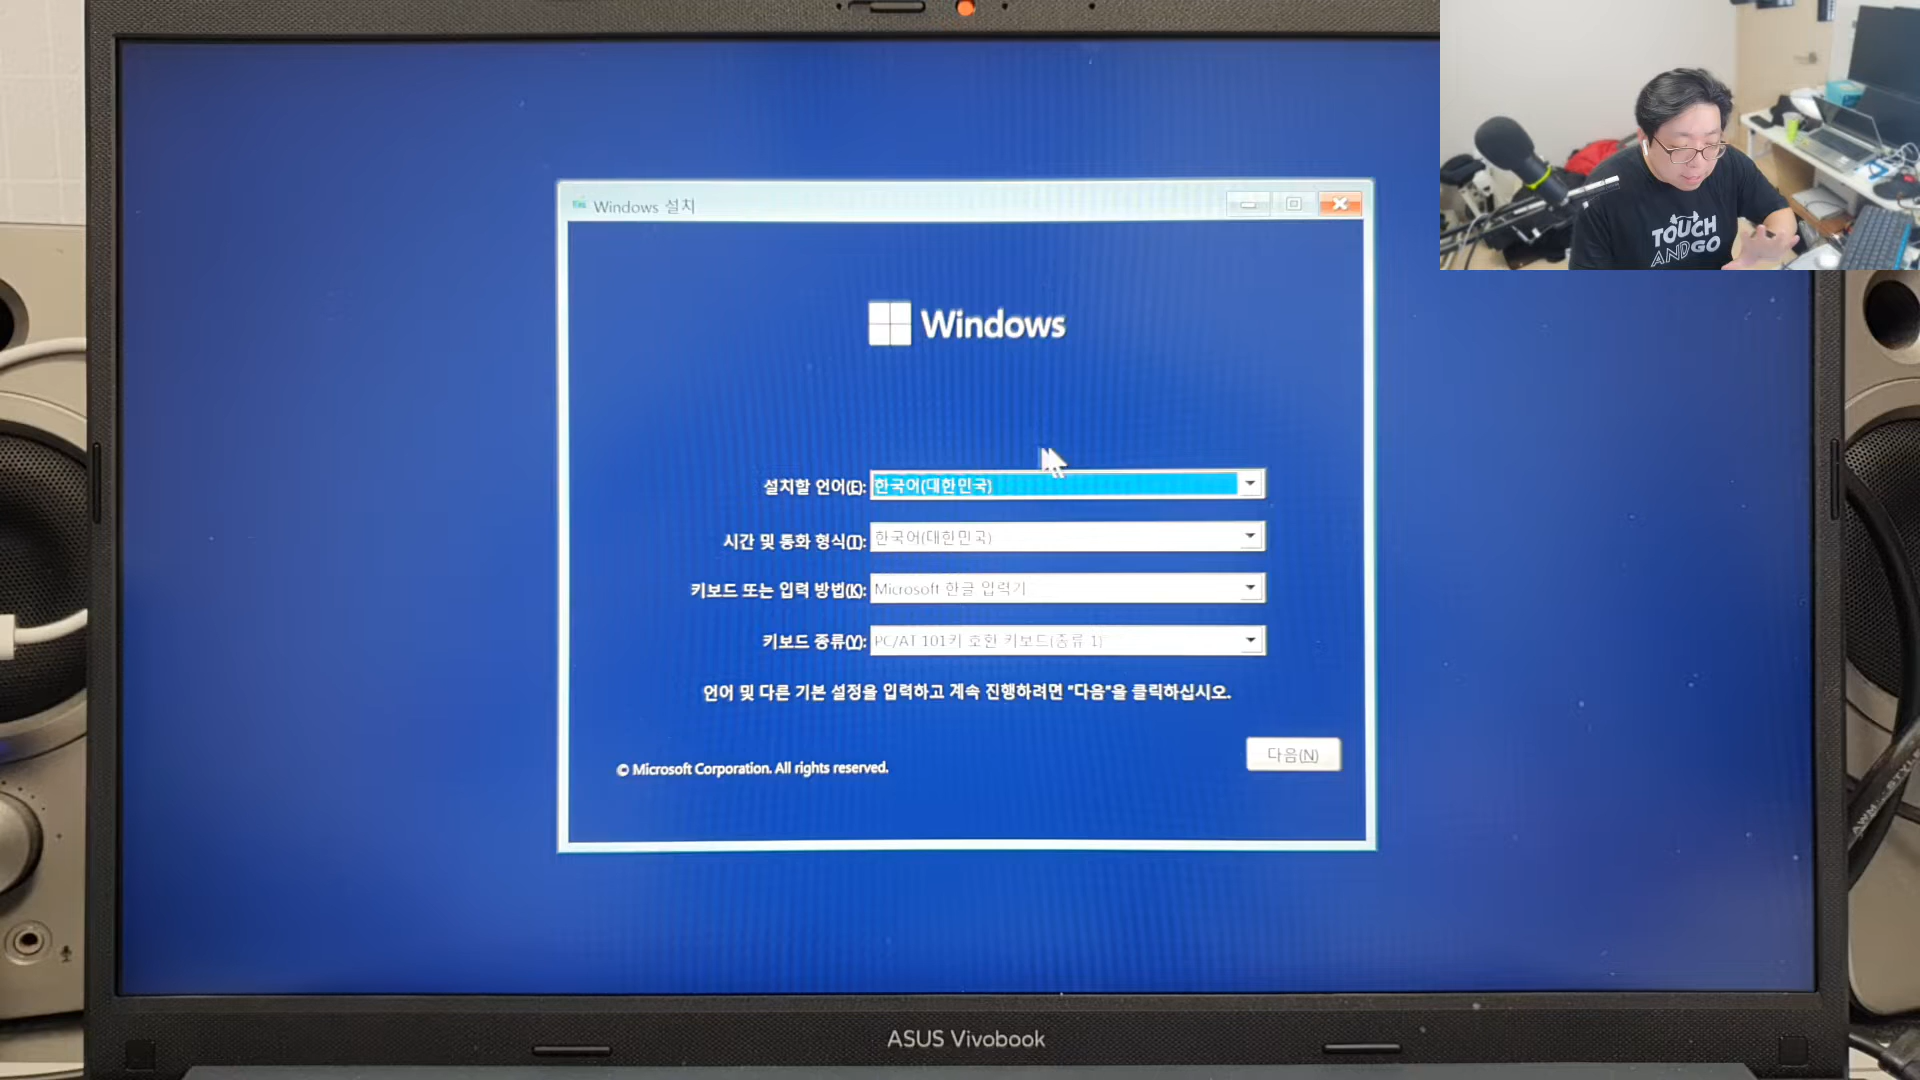 TOUCH
AND GO
Windows 설치
Windows
설치할 언어(E):
한국어(대한민국)
시간 및 통화 형식(T):
한국어(대한민국)
키보드 또는 입력 방법(K):
Microsoft 한글 입력기
키보드 종류(Y):
PC/AT 101키 호환 키보드(종류 1)
언어 및 다른 기본 설정을 입력하고 계속 진행하려면 "다음"을 클릭하십시오.
다음(N)
© Microsoft Corporation. All rights reserved.
ASUS Vivobook